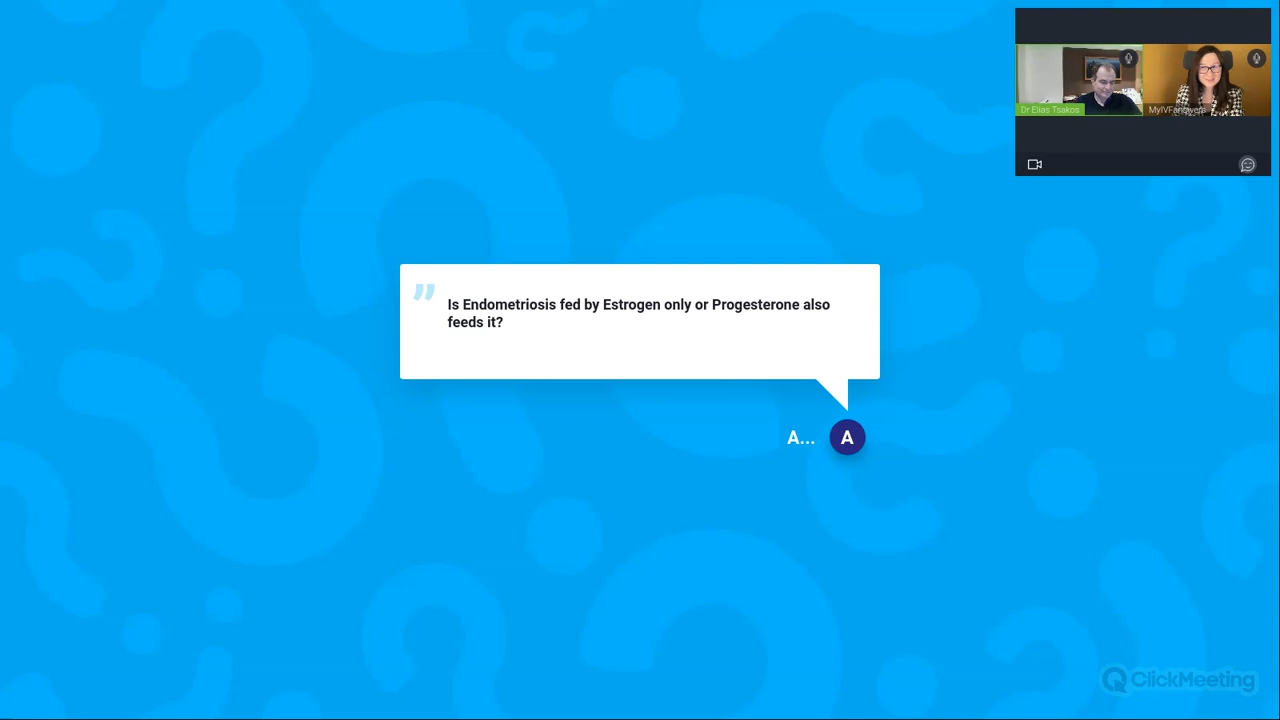 Dr Elias Tsakos
MyIVFanswers
”
Is Endometriosis fed by Estrogen only or Progesterone also
feeds it?
A...
A
ClickMeeting